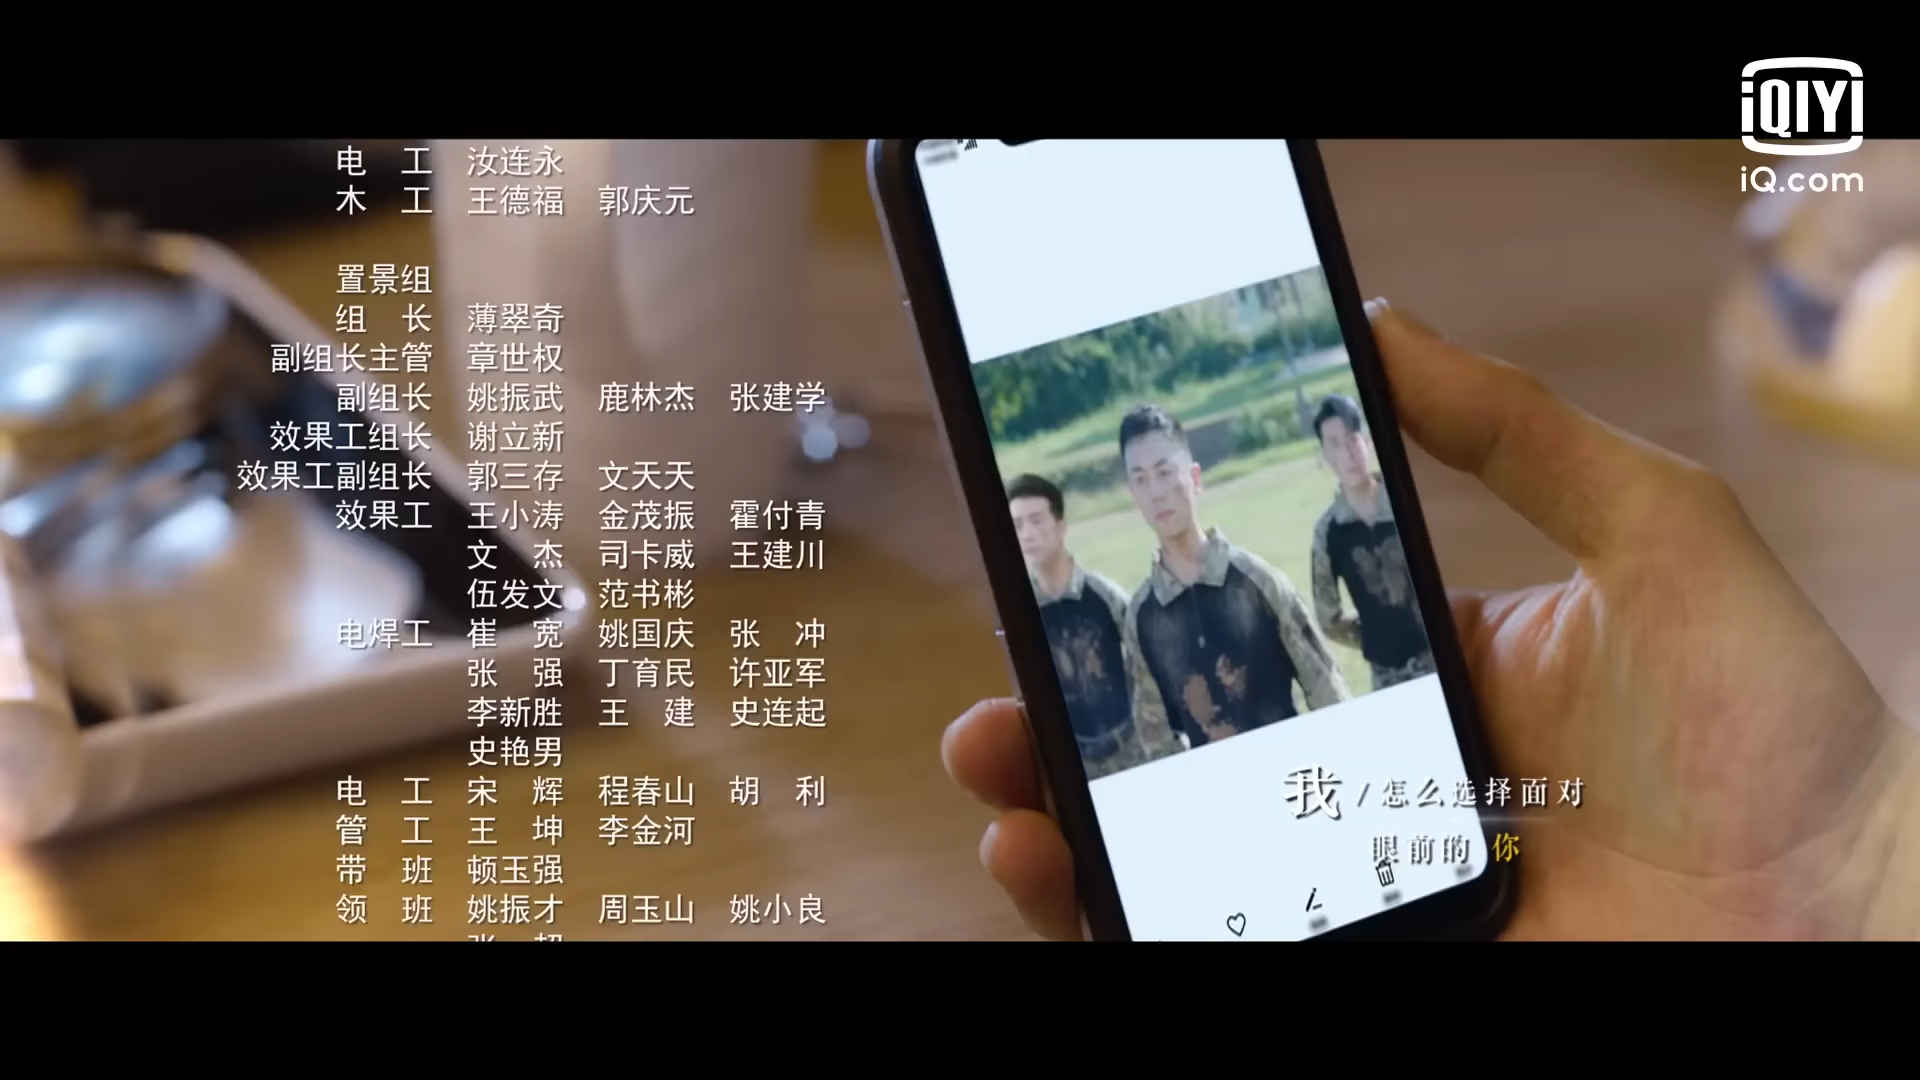 iQIYI
iQ.com
电 工 汝连永
木 工 王德福 郭庆元
置景组
组 长 薄翠奇
副组长主管 章世权
副组长 姚振武 鹿林杰 张建学
效果工组长 谢立新
效果工副组长 郭三存 文天天
效果工 王小涛 金茂振 霍付青
文 杰 司卡威 王建川
伍发文 范书彬
电焊工 崔 宽 姚国庆 张 冲
张 强 丁育民 许亚军
李新胜 王 建 史连起
史艳男
电 工 宋 辉 程春山 胡 利
管 工 王 坤 李金河
带 班 顿玉强
领 班 姚振才 周玉山 姚小良
我/怎么选择面对
眼前的 你